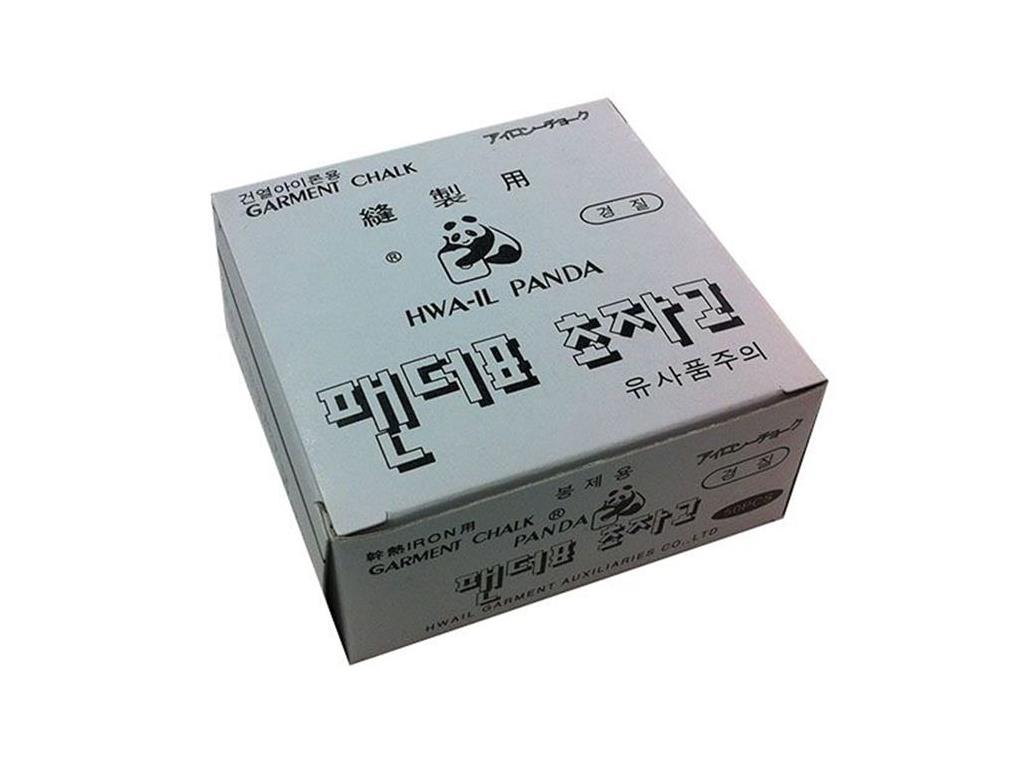 건열아이론용
GARMENT CHALK
アイロンーチョーク
縫製用
경질
®
HWA-IL PANDA
팬더표 초자고
유사품주의
幹熱IRON用
GARMENT CHALK
봉제용
®
PANDA
アイロンーチョーク
경질
팬더표 초자고
50PCS
HWAIL GARMENT AUXILIARIES CO.,LTD